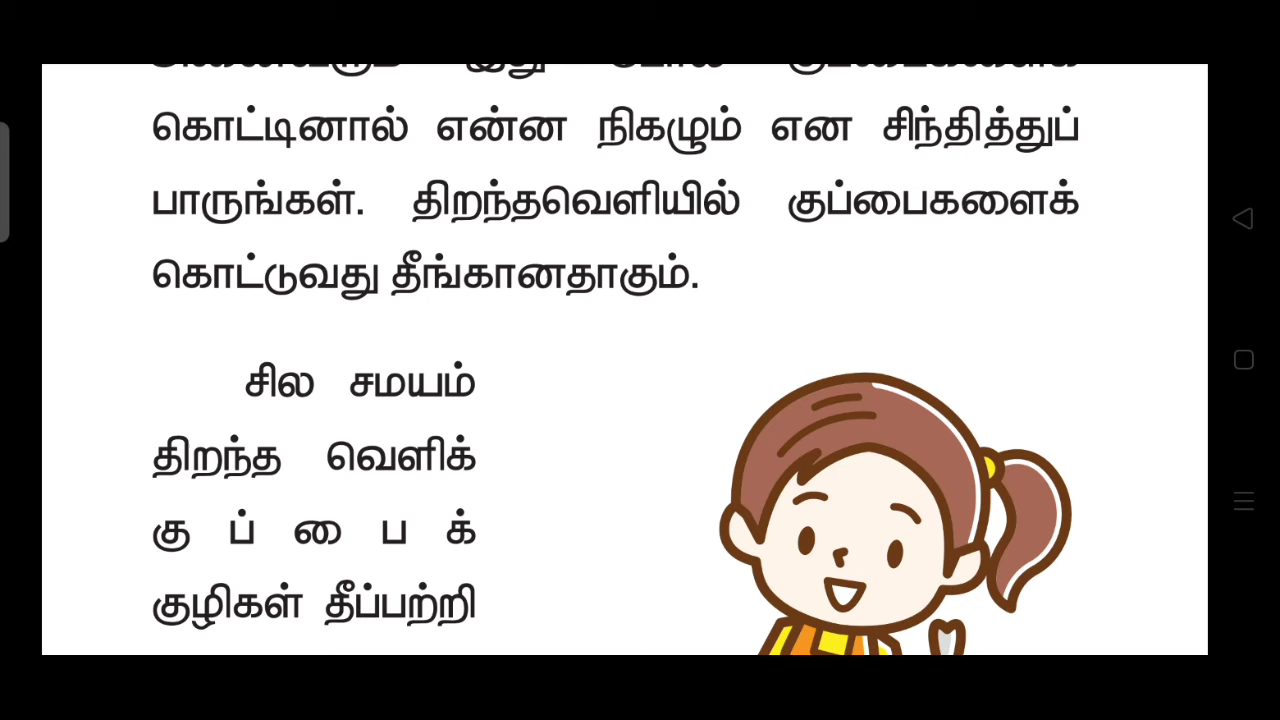 கொட்டினால் என்ன நிகழும் என சிந்தித்துப்
பாருங்கள். திறந்தவெளியில் குப்பைகளைக்
கொட்டுவது தீங்கானதாகும்.
சில சமயம்
திறந்த வெளிக்
குப்பைக்
குழிகள் தீப்பற்றி